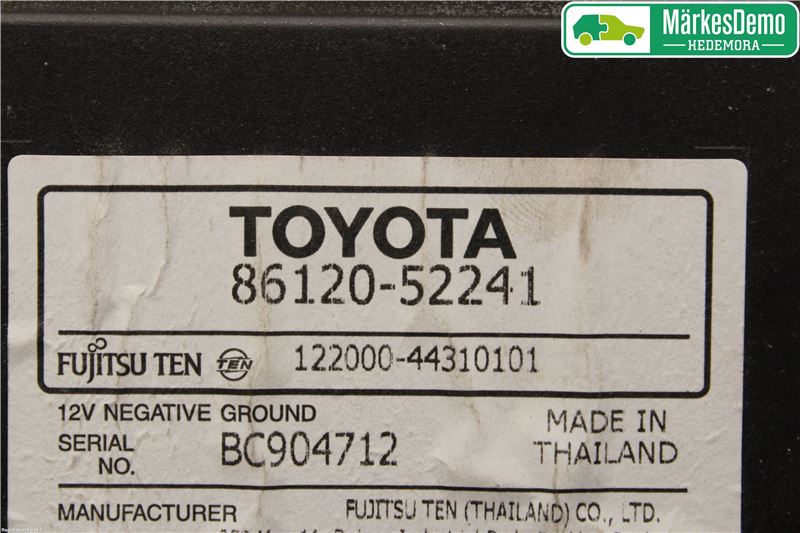 MärkesDemo
HEDEMORA
TOYOTA
86120-52241
FUJITSU TEN TEN 122000-44310101
12V NEGATIVE GROUND
MADE IN
THAILAND
SERIAL
NO.
BC904712
MANUFACTURER FUJITSU TEN (THAILAND) CO., LTD.